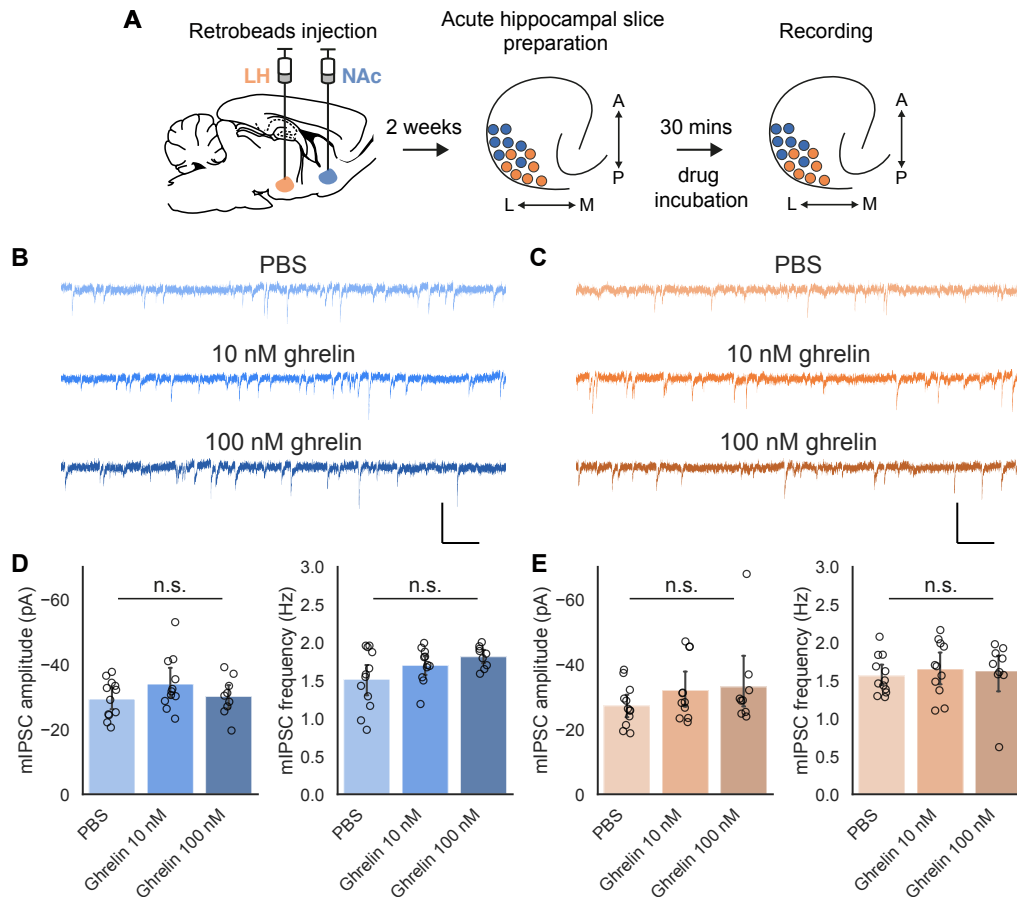 A
Retrobeads injection
Acute hippocampal slice
preparation
Recording
LH
NAc
2 weeks
30 mins
drug
incubation
A
P
L
M
A
P
L
M
B
PBS
10 nM ghrelin
100 nM ghrelin
C
PBS
10 nM ghrelin
100 nM ghrelin
D
mIPSC amplitude (pA)
−60
−40
−20
0
n.s.
PBS
Ghrelin 10 nM
Ghrelin 100 nM
mIPSC frequency (Hz)
3.0
2.5
2.0
1.5
1.0
0.5
0.0
n.s.
PBS
Ghrelin 10 nM
Ghrelin 100 nM
E
mIPSC amplitude (pA)
−60
−40
−20
0
n.s.
PBS
Ghrelin 10 nM
Ghrelin 100 nM
mIPSC frequency (Hz)
3.0
2.5
2.0
1.5
1.0
0.5
0.0
n.s.
PBS
Ghrelin 10 nM
Ghrelin 100 nM